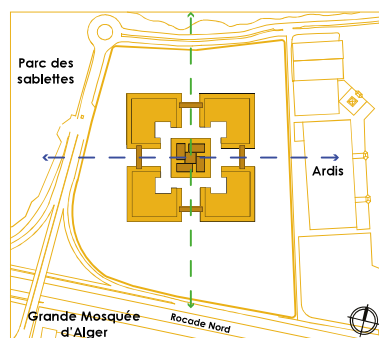 Parc des
sablettes
Ardis
Grande Mosquée
d'Alger
Rocade Nord